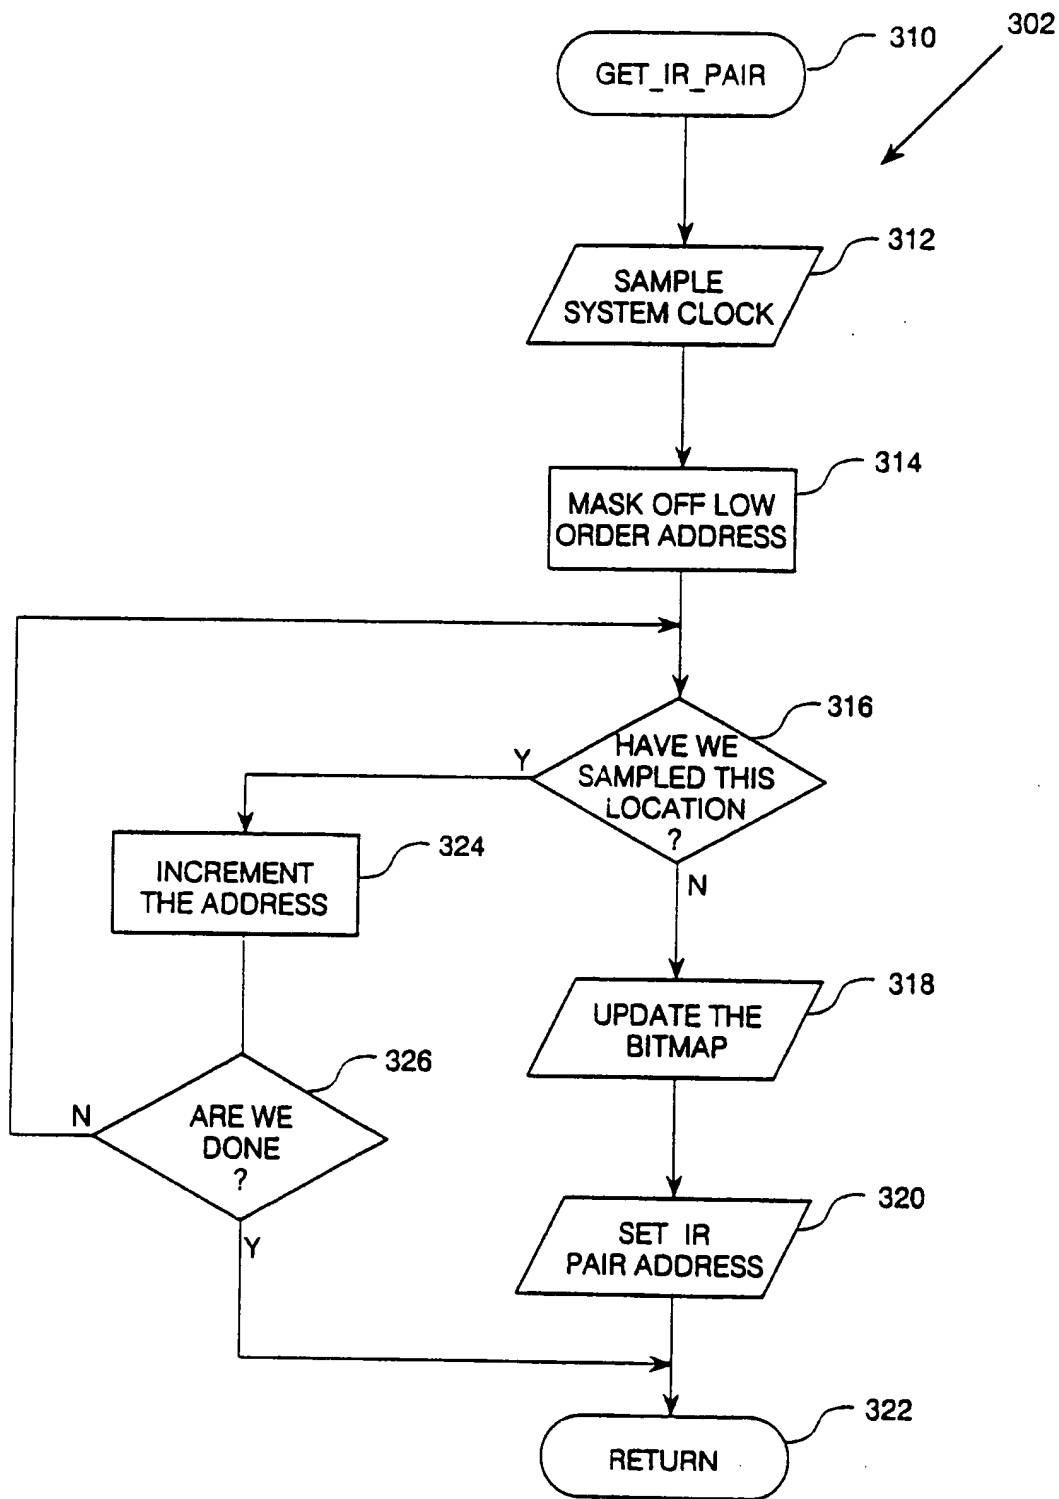 302
310
GET_IR_PAIR
312
SAMPLE
SYSTEM CLOCK
314
MASK OFF LOW
ORDER ADDRESS
316
HAVE WE
SAMPLED THIS
LOCATION
?
Y
N
324
INCREMENT
THE ADDRESS
318
UPDATE THE
BITMAP
326
ARE WE
DONE
?
N
Y
320
SET IR
PAIR ADDRESS
322
RETURN